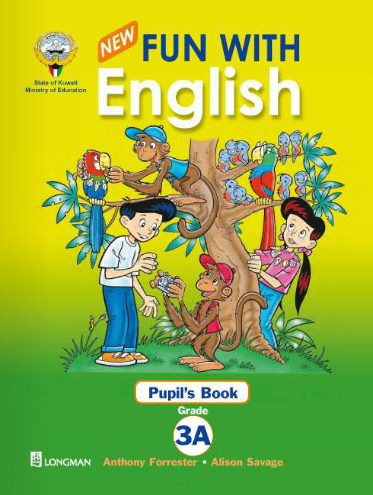 NEW
FUN WITH
English
State of Kuwait
Ministry of Education
Pupil's Book
Grade
3A
LONGMAN
Anthony Forrester • Alison Savage